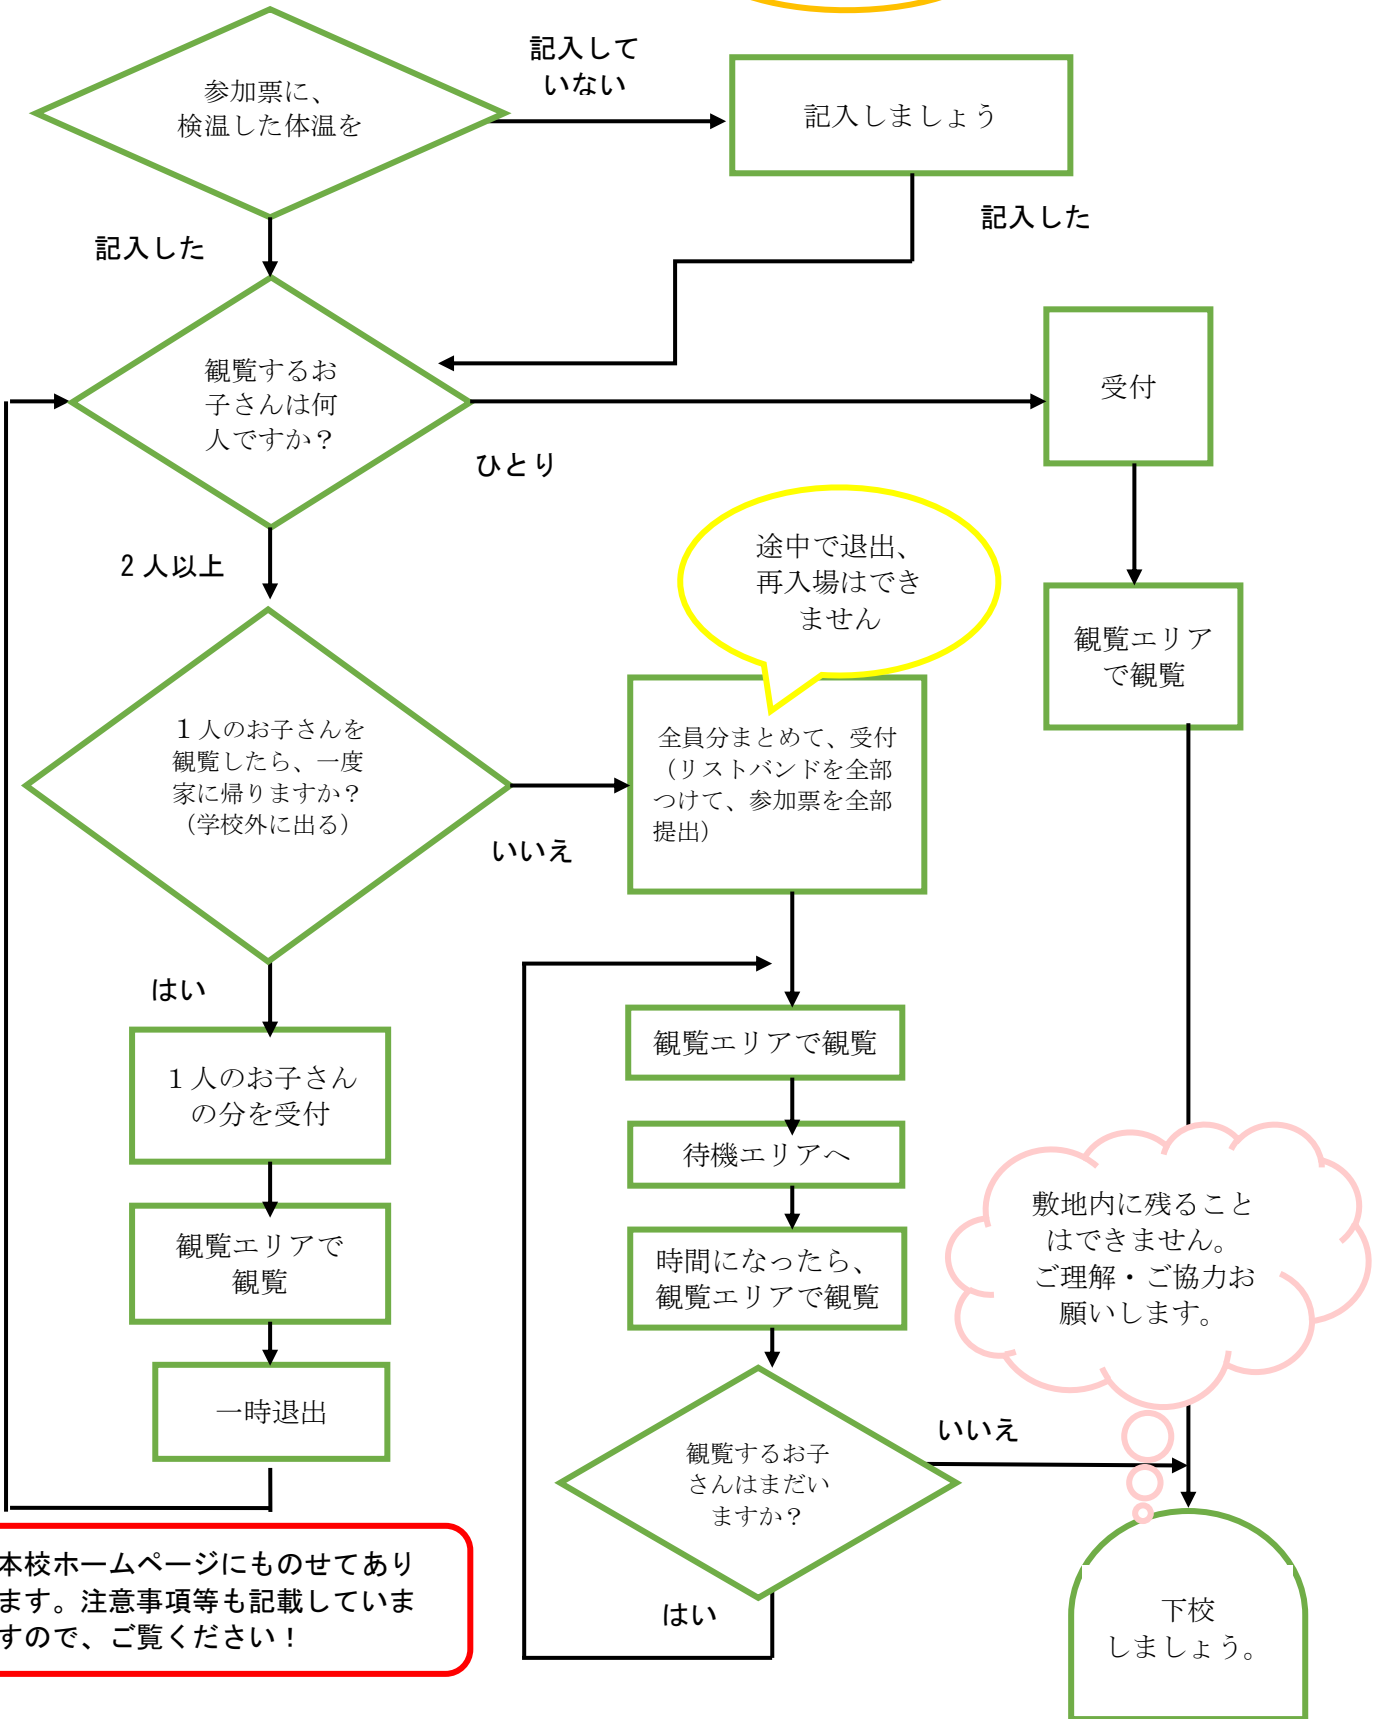 参加票に、
検温した体温を
記入して
いない
記入しましょう
記入した
記入した
観覧するお
子さんは何
人ですか？
ひとり
受付
2人以上
途中で退出、
再入場はでき
ません
観覧エリア
で観覧
１人のお子さんを
観覧したら、一度
家に帰りますか？
（学校外に出る）
いいえ
全員分まとめて、受付
（リストバンドを全部
つけて、参加票を全部
提出）
はい
１人のお子さん
の分を受付
観覧エリアで観覧
待機エリアへ
観覧エリアで
観覧
時間になったら、
観覧エリアで観覧
敷地内に残ること
はできません。
ご理解・ご協力お
願いします。
一時退出
観覧するお子
さんはまだい
ますか？
いいえ
はい
本校ホームページにものせてあり
ます。注意事項等も記載していま
すので、ご覧ください！
下校
しましょう。